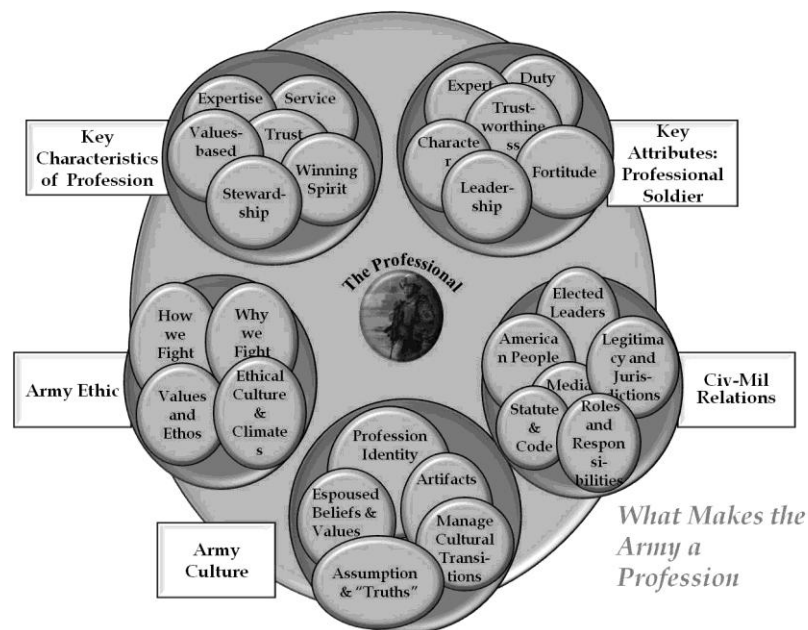 Key
Characteristics
of Profession
Expertise
Service
Values-
based
Trust
Winning
Spirit
Steward-
ship
Expert
Duty
Trust-
worthine
ss
Characte
r
Fortitude
Leader-
ship
Key
Attributes:
Professional
Soldier
The Professional
Army Ethic
How
we
Fight
Why
we
Fight
Values
and
Ethos
Ethical
Culture
&
Climate
s
Elected
Leaders
America
n People
Legitima
cy and
Juris-
dictions
Media
Statute
&
Code
Roles
and
Respon
si-
bilities
Civ-Mil
Relations
Army
Culture
Profession
Identity
Artifacts
Espoused
Beliefs &
Values
Manage
Cultural
Transi-
tions
Assumption
& “Truths”
What Makes the
Army a
Profession